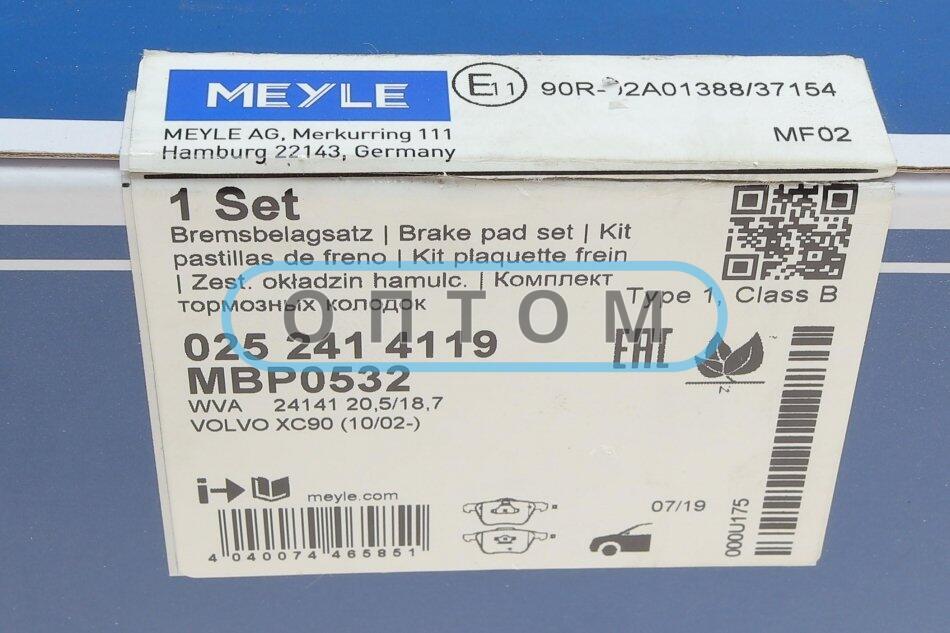 MEYLE
E11
90R-02A01388/37154
MEYLE AG, Merkurring 111
Hamburg 22143, Germany
MF02
1 Set
Bremsbelagsatz | Brake pad set | Kit
pastillas de freno | Kit plaquette frein
| Zest. okładzin hamulc. | Комплект
тормозных колодок
Type 1, Class B
ОПТОМ
025 241 4119
EAC
MBP0532
WVA 24141 20,5/18,7
VOLVO XC90 (10/02-)
meyle.com
07/19
000U175
4 040074 465851